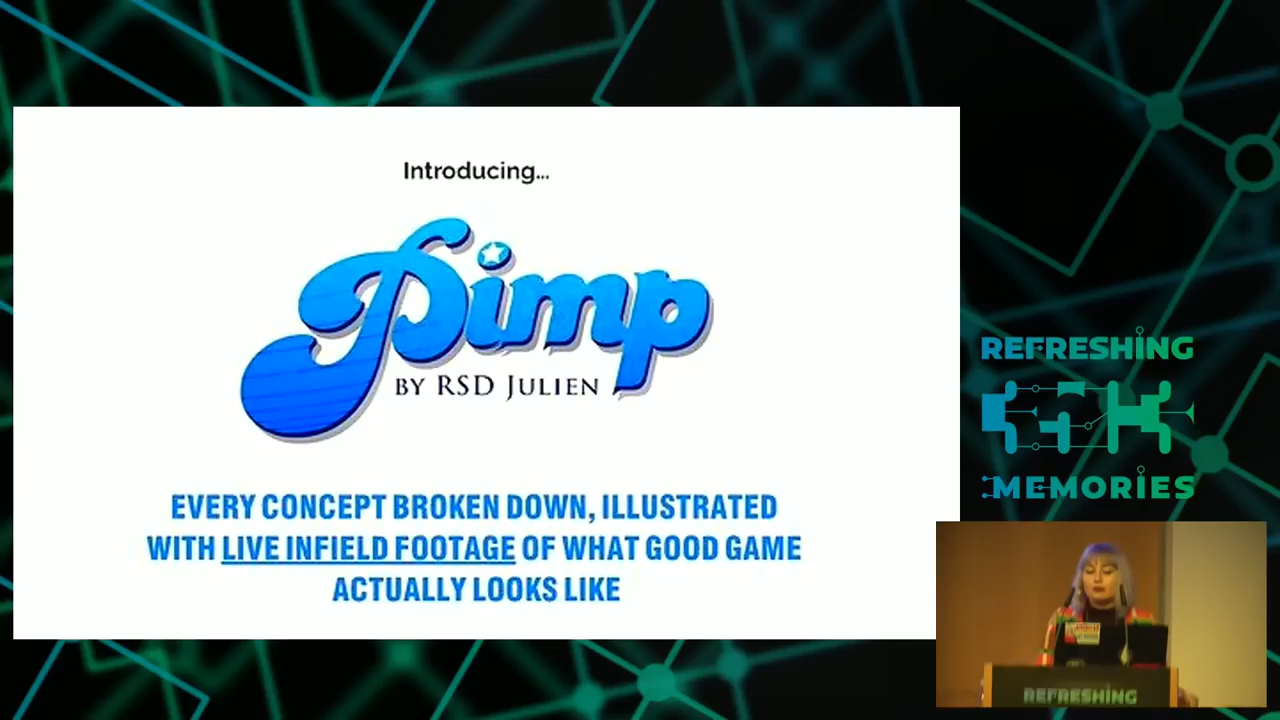 Introducing...
Pimp
BY RSD JULIEN
EVERY CONCEPT BROKEN DOWN, ILLUSTRATED
WITH LIVE INFIELD FOOTAGE OF WHAT GOOD GAME
ACTUALLY LOOKS LIKE
REFRESHING
MEMORIES
REFRESHING